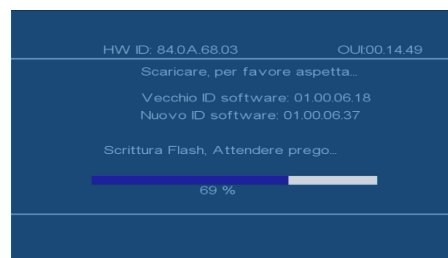 HW ID: 84.0A.68.03 OUI:00.14.49
Scaricare, per favore aspetta...
Vecchio ID software: 01.00.06.18
Nuovo ID software: 01.00.06.37
Scrittura Flash, Attendere prego...
69 %